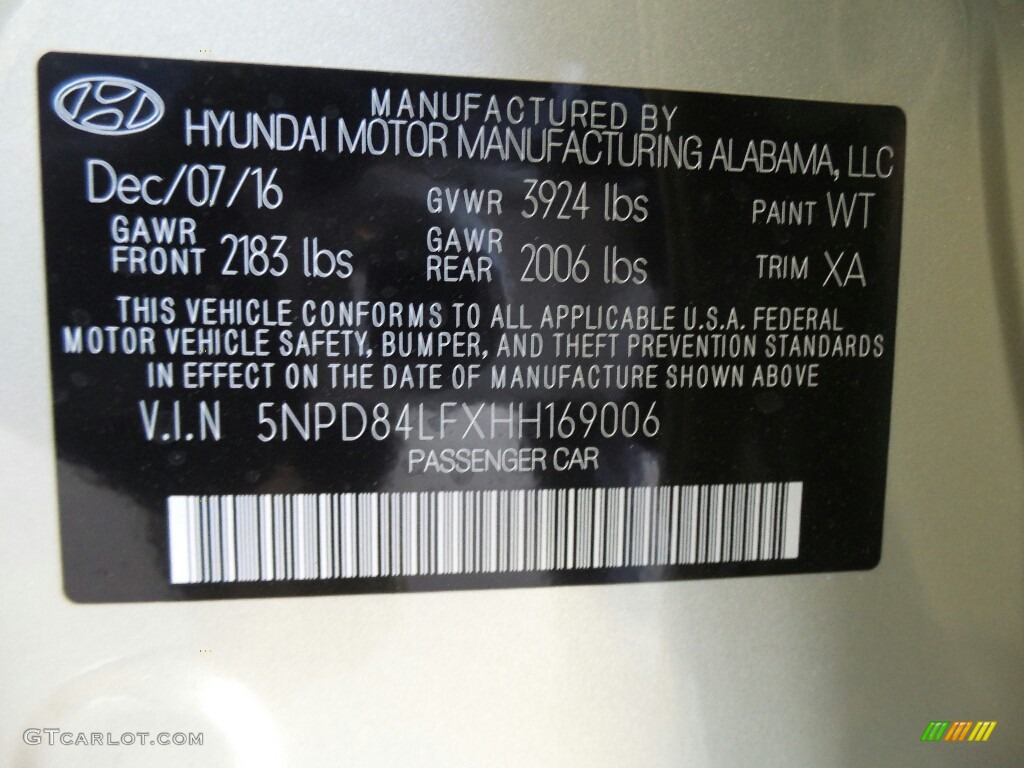 MANUFACTURED BY
HYUNDAI MOTOR MANUFACTURING ALABAMA, LLC
Dec/07/16 GVWR 3924 lbs PAINT WT
GAWR FRONT 2183 lbs GAWR REAR 2006 lbs TRIM XA
THIS VEHICLE CONFORMS TO ALL APPLICABLE U.S.A. FEDERAL
MOTOR VEHICLE SAFETY, BUMPER, AND THEFT PREVENTION STANDARDS
IN EFFECT ON THE DATE OF MANUFACTURE SHOWN ABOVE
V.I.N 5NPD84LFXHH169006
PASSENGER CAR
GTCARLOT.COM